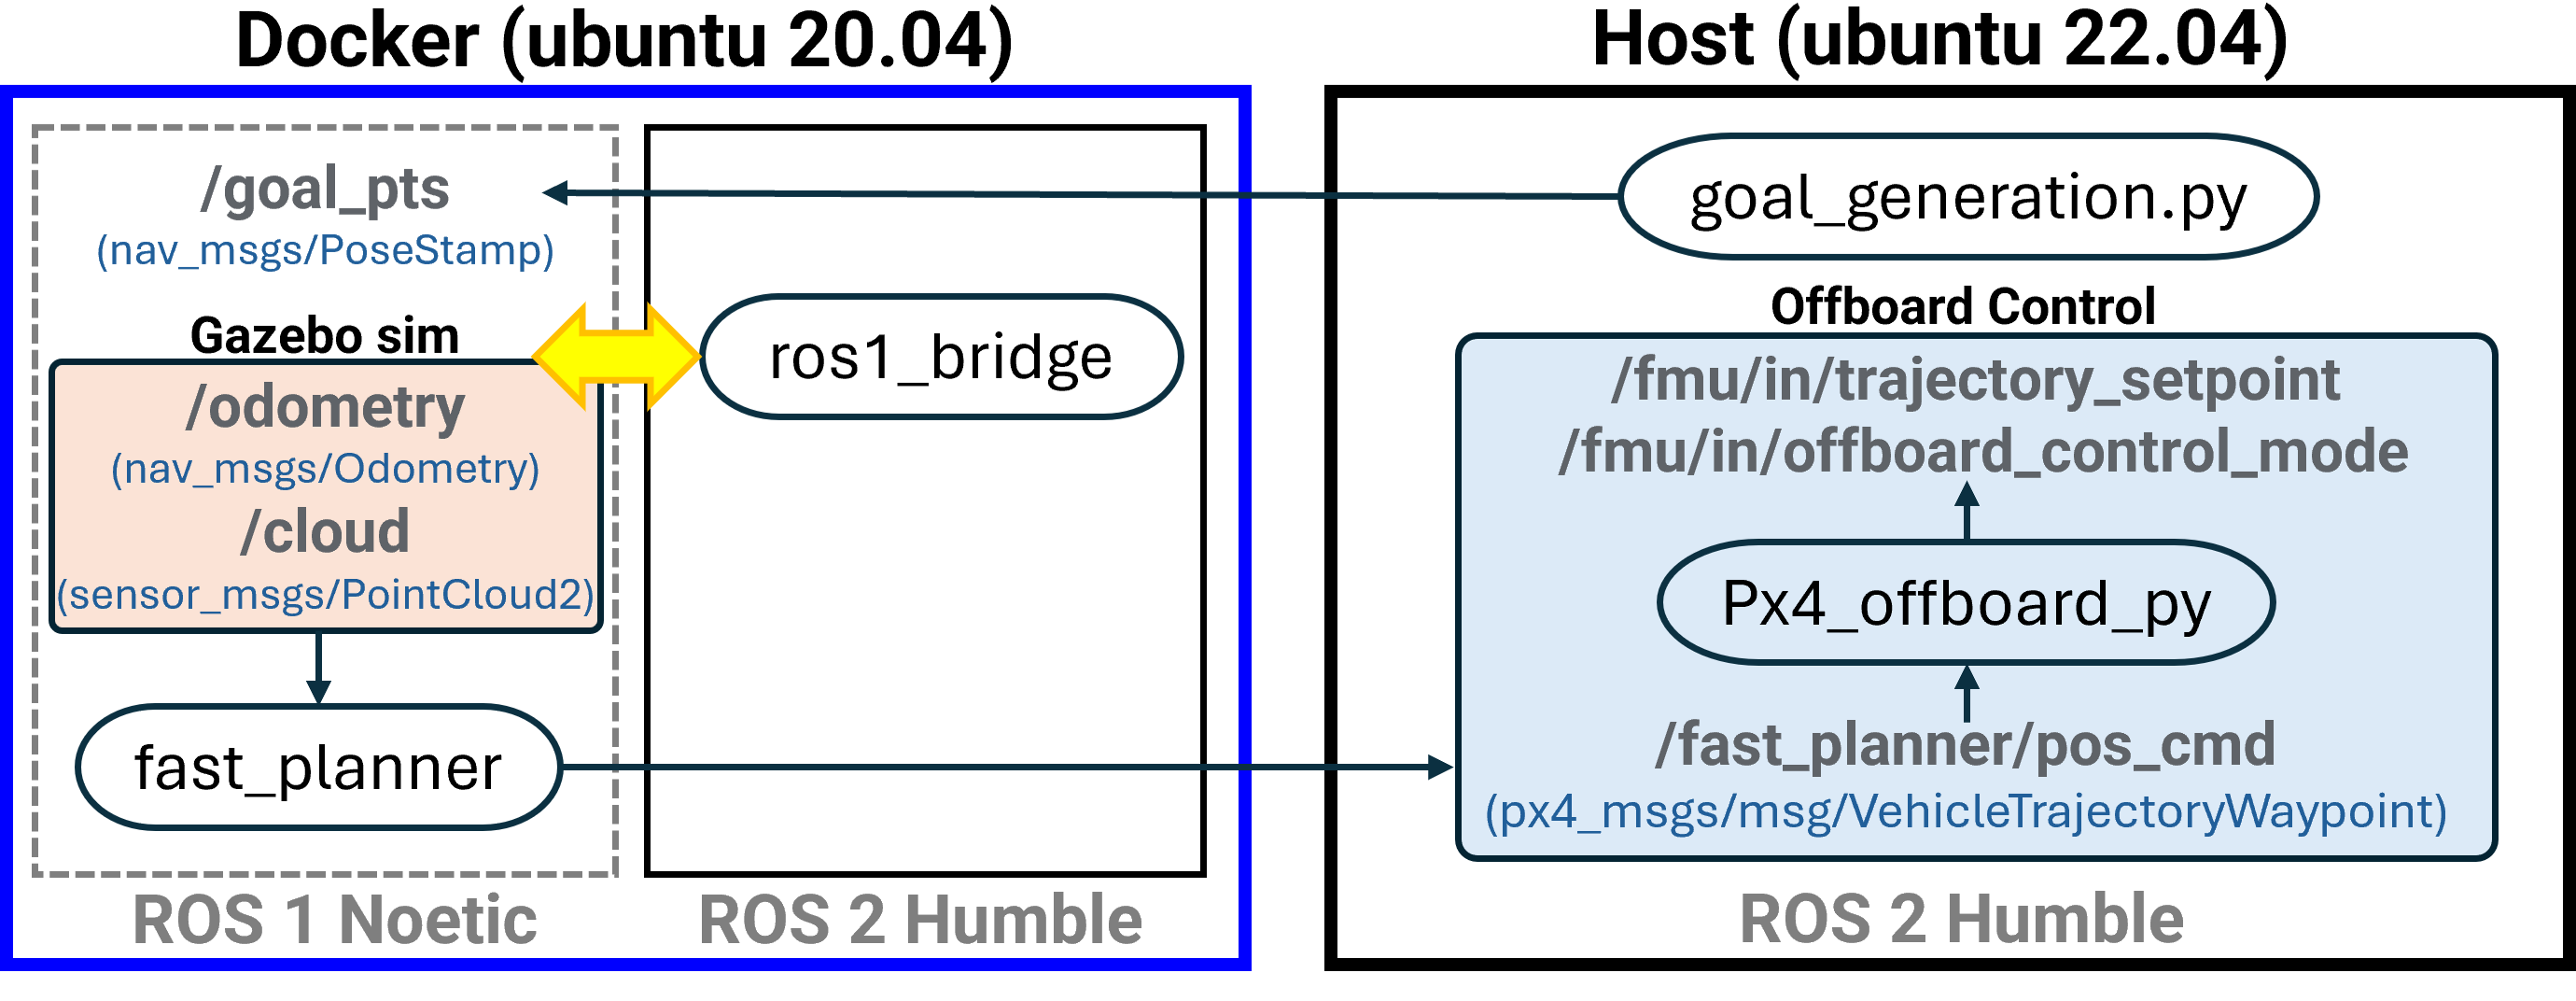 Docker (ubuntu 20.04)
/goal_pts
(nav_msgs/PoseStamp)
Gazebo sim
/odometry
(nav_msgs/Odometry)
/cloud
(sensor_msgs/PointCloud2)
fast_planner
ROS 1 Noetic
ros1_bridge
ROS 2 Humble
Host (ubuntu 22.04)
goal_generation.py
Offboard Control
/fmu/in/trajectory_setpoint
/fmu/in/offboard_control_mode
Px4_offboard_py
/fast_planner/pos_cmd
(px4_msgs/msg/VehicleTrajectoryWaypoint)
ROS 2 Humble